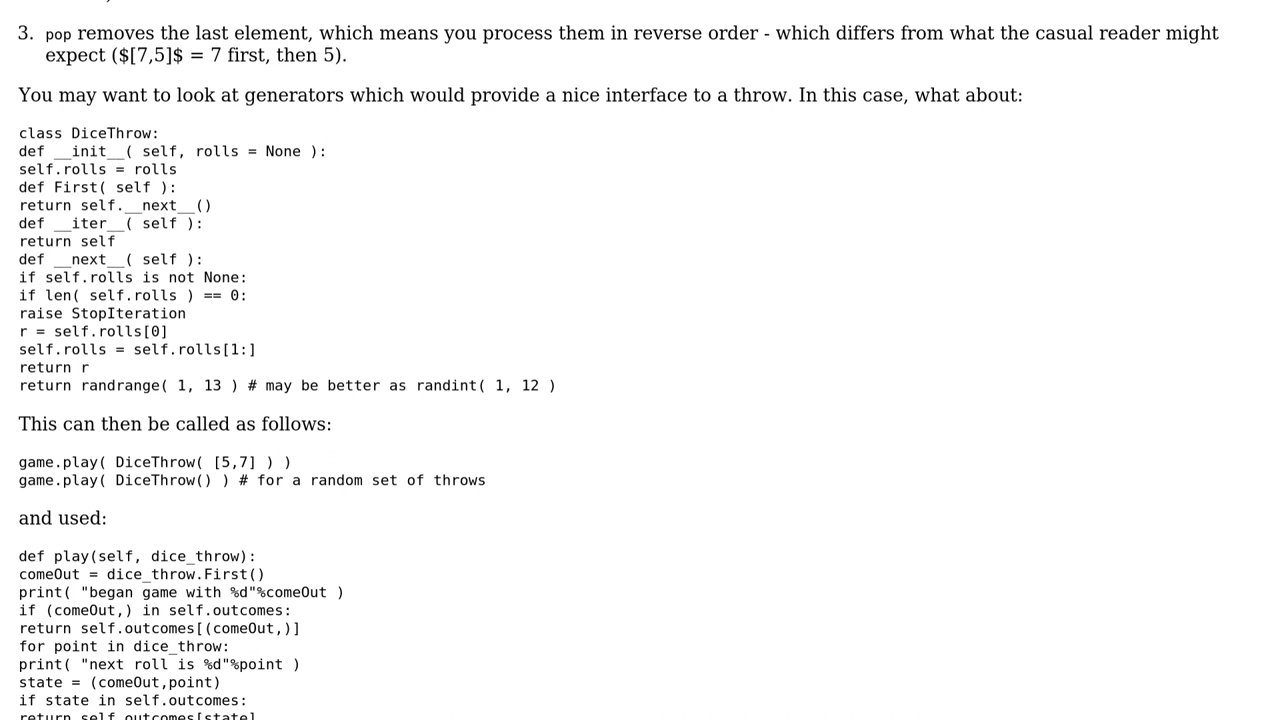 3. pop removes the last element, which means you process them in reverse order - which differs from what the casual reader might
expect ($[7,5]$ = 7 first, then 5).
You may want to look at generators which would provide a nice interface to a throw. In this case, what about:
class DiceThrow:
def __init__( self, rolls = None ):
self.rolls = rolls
def First( self ):
return self.__next__()
def __iter__( self ):
return self
def __next__( self ):
if self.rolls is not None:
if len( self.rolls ) == 0:
raise StopIteration
r = self.rolls[0]
self.rolls = self.rolls[1:]
return r
return randrange( 1, 13 ) # may be better as randint( 1, 12 )
This can then be called as follows:
game.play( DiceThrow( [5,7] ) )
game.play( DiceThrow() ) # for a random set of throws
and used:
def play(self, dice_throw):
comeOut = dice_throw.First()
print( "began game with %d"%comeOut )
if (comeOut,) in self.outcomes:
return self.outcomes[(comeOut,)]
for point in dice_throw:
print( "next roll is %d"%point )
state = (comeOut,point)
if state in self.outcomes:
return self.outcomes[state]